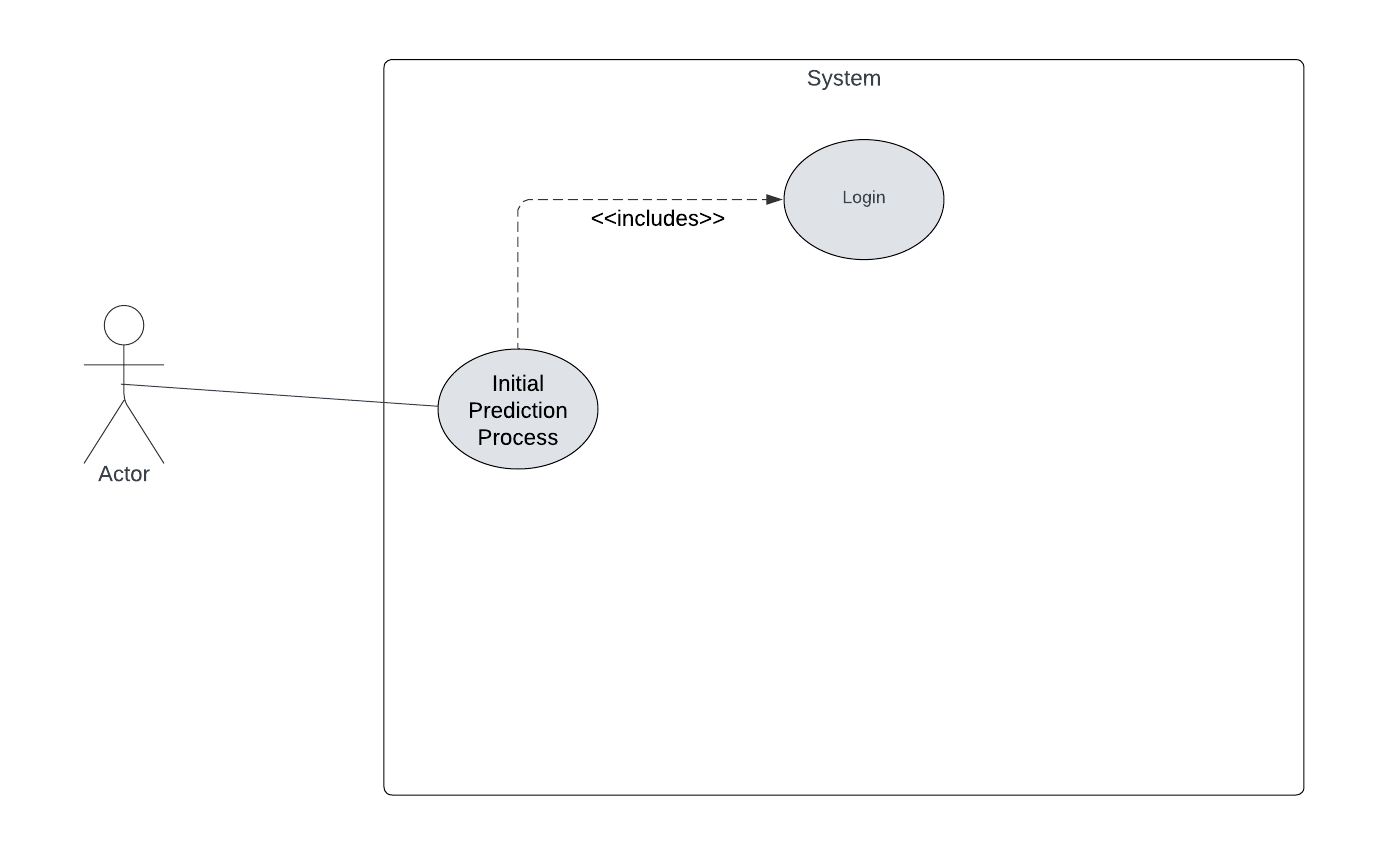 System
Login
<<includes>>
Initial
Prediction
Process
Actor